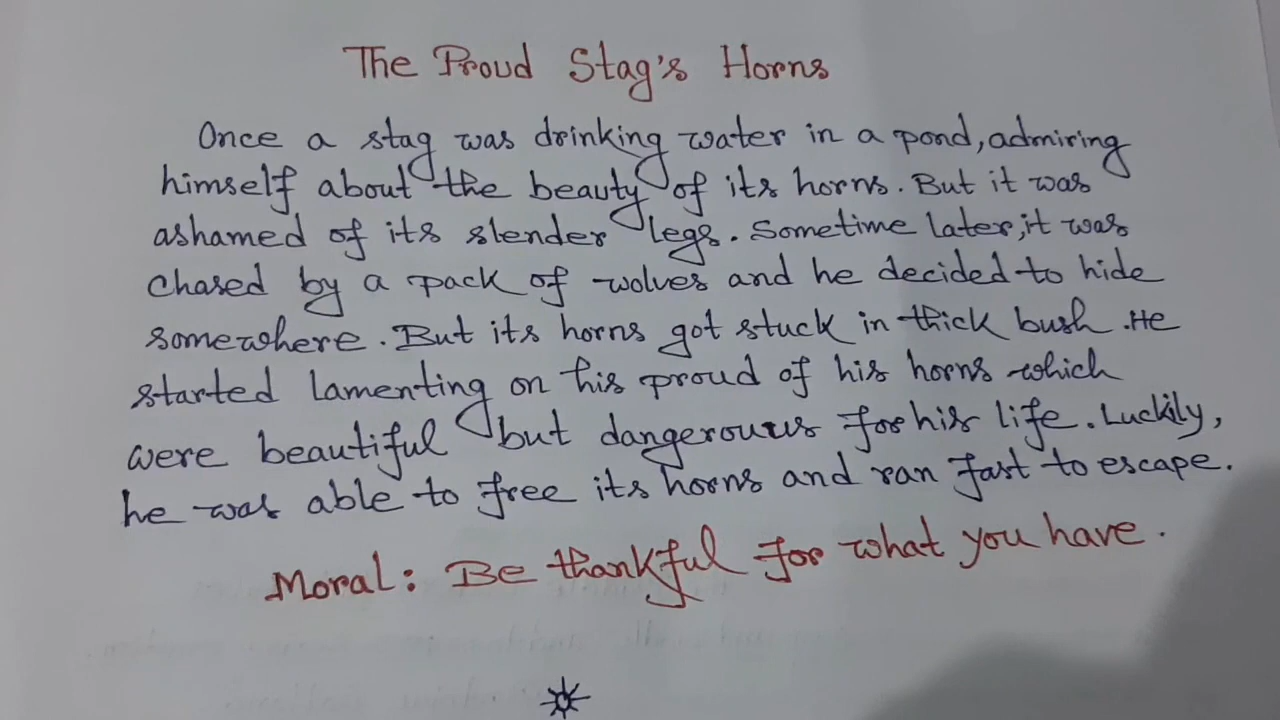 The Proud Stag's Horns
Once a stag was drinking water in a pond, admiring
himself about the beauty of its horns. But it was
ashamed of its slender legs. Sometime later, it was
chased by a pack of wolves and he decided to hide
somewhere. But its horns got stuck in thick bush. He
started lamenting on his proud of his horns which
were beautiful but dangerouus for his life. Luckily,
he was able to free its horns and ran fast to escape.
Moral: Be thankful for what you have.